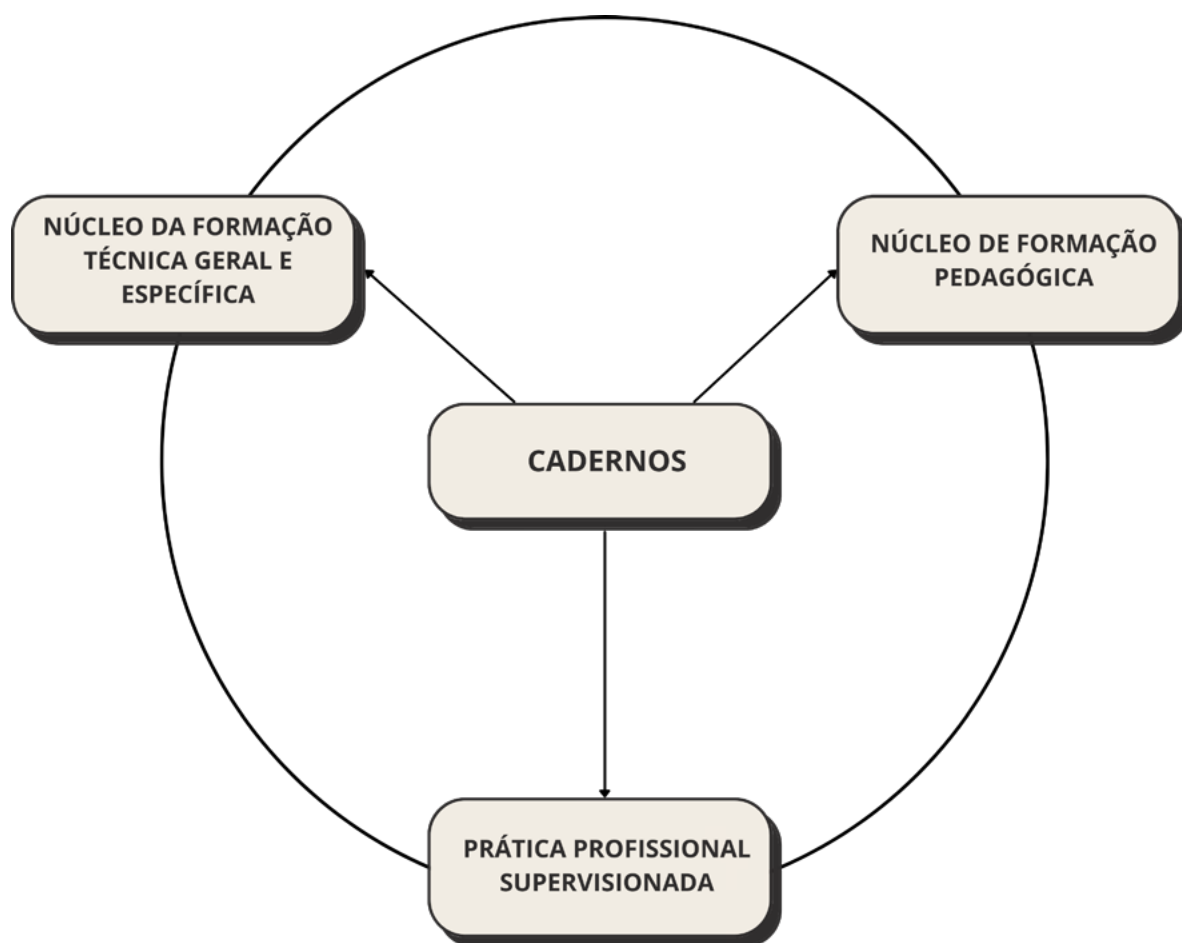 NÚCLEO DA FORMAÇÃO
TÉCNICA GERAL E
ESPECÍFICA
NÚCLEO DE FORMAÇÃO
PEDAGÓGICA
CADERNOS
PRÁTICA PROFISSIONAL
SUPERVISIONADA